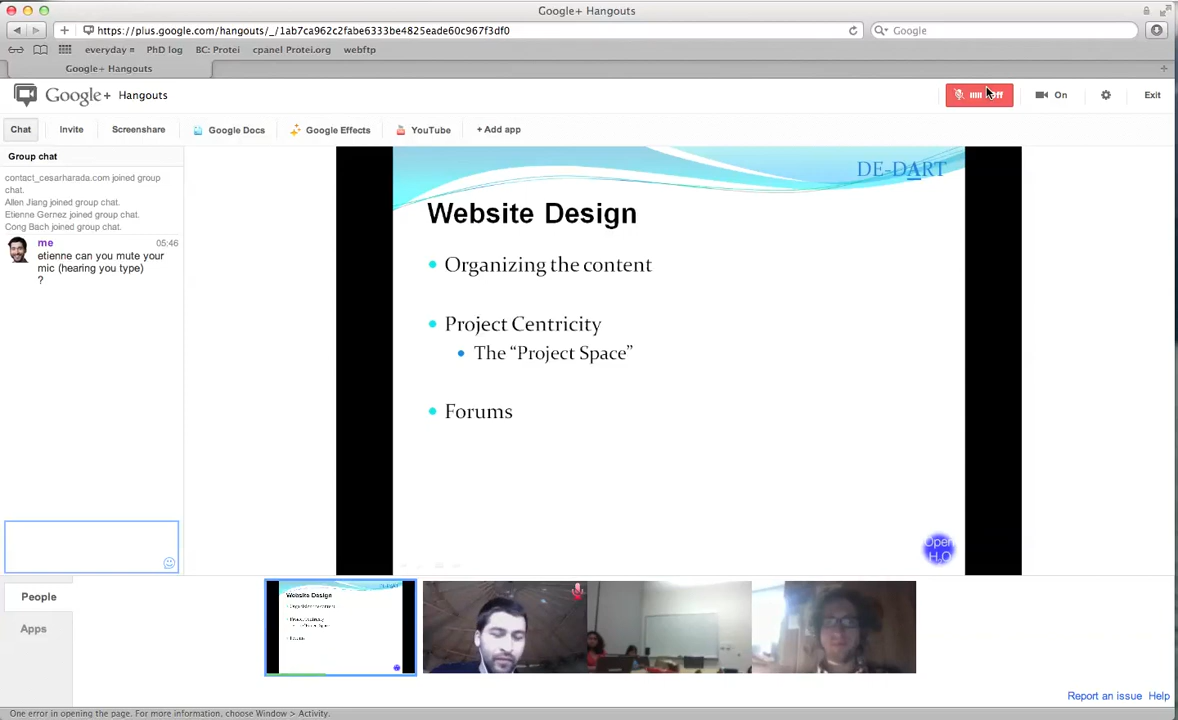 Google+ Hangouts
https://plus.google.com/hangouts/_/1ab7ca962c2fabe6333be4825eade60c967f3df0
Google
everyday
PhD log
BC: Protei
cpanel Protei.org
webftp
Google+ Hangouts
Google+ Hangouts
Off
On
Exit
Chat
Invite
Screenshare
Google Docs
Google Effects
YouTube
+ Add app
Group chat
contact_cesarharada.com joined group
chat.
Allen Jiang joined group chat.
Etienne Gernez joined group chat.
Cong Bach joined group chat.
me
05:46
etienne can you mute your
mic (hearing you type)
?
DE-DART
Website Design
Organizing the content
Project Centricity
The “Project Space”
Forums
Open
H2O
People
Apps
Website Design
Report an issue
Help
One error in opening the page. For more information, choose Window > Activity.